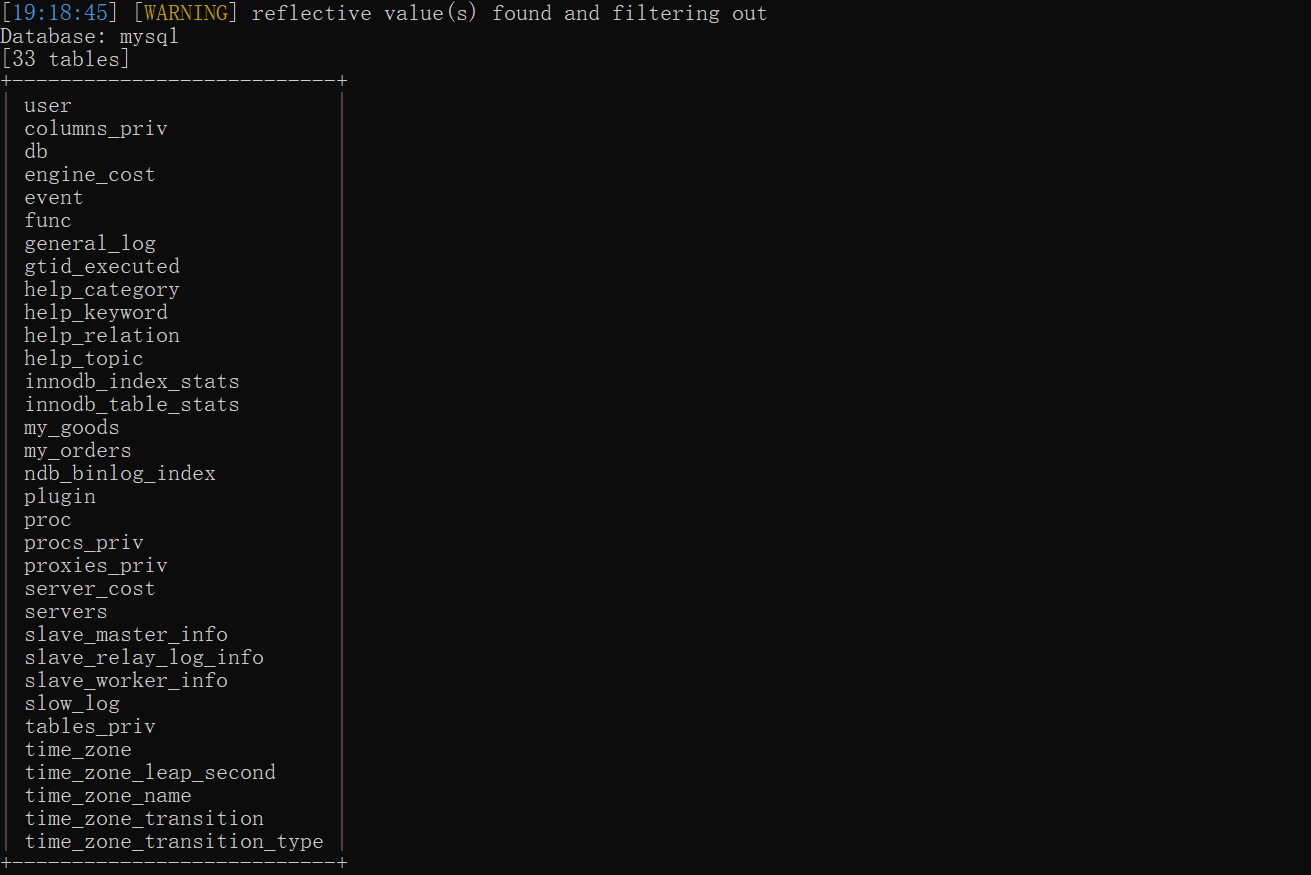 [19:18:45] [WARNING] reflective value(s) found and filtering out
Database: mysql
[33 tables]
+---------------------------+
| user                      |
| columns_priv              |
| db                        |
| engine_cost               |
| event                     |
| func                      |
| general_log               |
| gtid_executed             |
| help_category             |
| help_keyword              |
| help_relation             |
| help_topic                |
| innodb_index_stats        |
| innodb_table_stats        |
| my_goods                  |
| my_orders                 |
| ndb_binlog_index          |
| plugin                    |
| proc                      |
| procs_priv                |
| proxies_priv              |
| server_cost               |
| servers                   |
| slave_master_info         |
| slave_relay_log_info      |
| slave_worker_info         |
| slow_log                  |
| tables_priv               |
| time_zone                 |
| time_zone_leap_second     |
| time_zone_name            |
| time_zone_transition      |
| time_zone_transition_type |
+---------------------------+